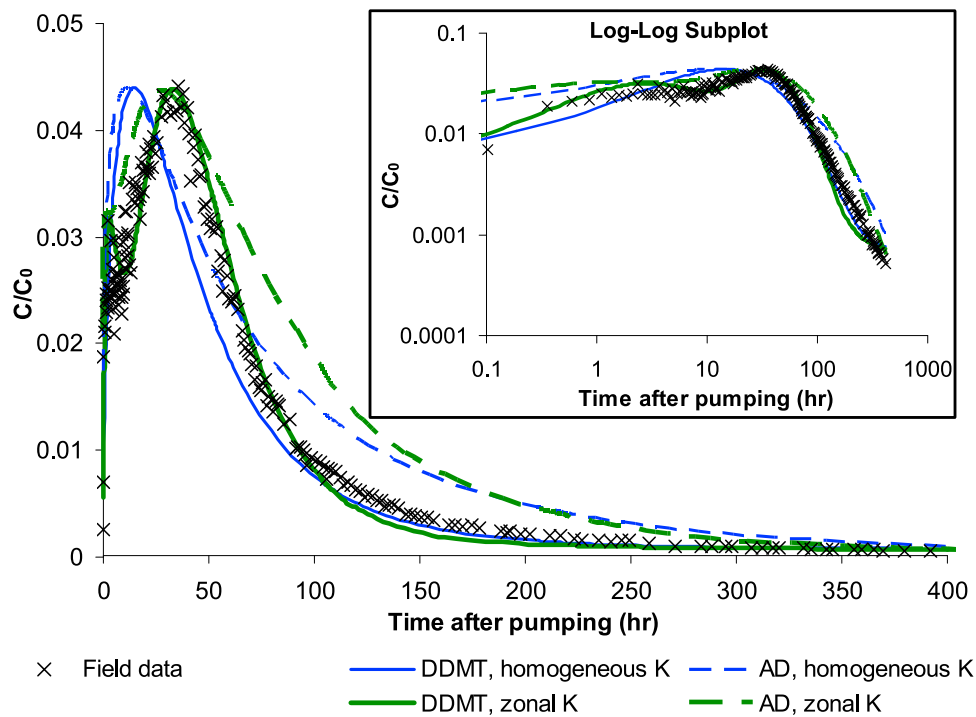 0.05
0.04
0.03
0.02
0.01
0
C/C₀
0
50
100
150
200
250
300
350
400
Time after pumping (hr)
Log-Log Subplot
0.1
0.01
0.001
0.0001
C/C₀
0.1
1
10
100
1000
Time after pumping (hr)
× Field data
DDMT, homogeneous K
AD, homogeneous K
DDMT, zonal K
AD, zonal K